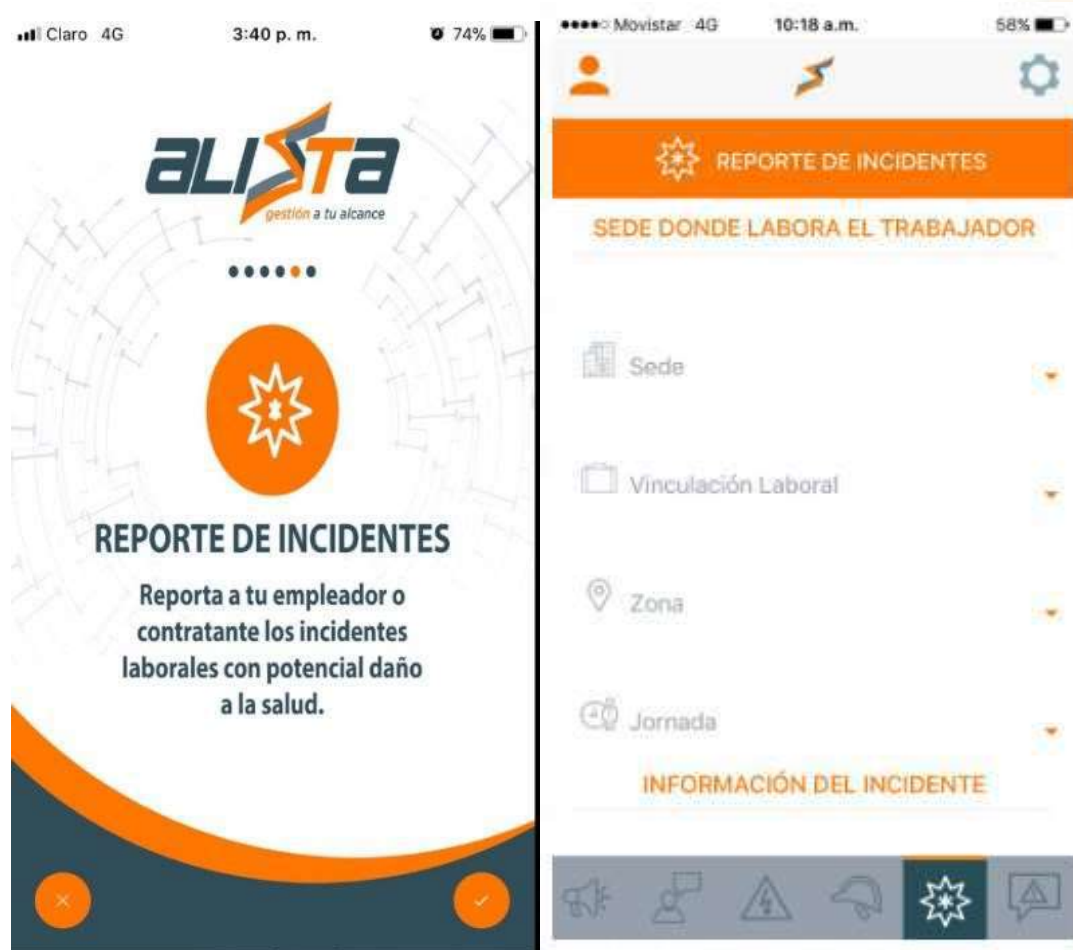 Claro 4G 3:40 p. m. 74%
aLISTa
gestión a tu alcance
REPORTE DE INCIDENTES
Reporta a tu empleador o
contratante los incidentes
laborales con potencial daño
a la salud.
Movistar 4G 10:18 a.m. 58%
REPORTE DE INCIDENTES
SEDE DONDE LABORA EL TRABAJADOR
Sede
Vinculación Laboral
Zona
Jornada
INFORMACIÓN DEL INCIDENTE